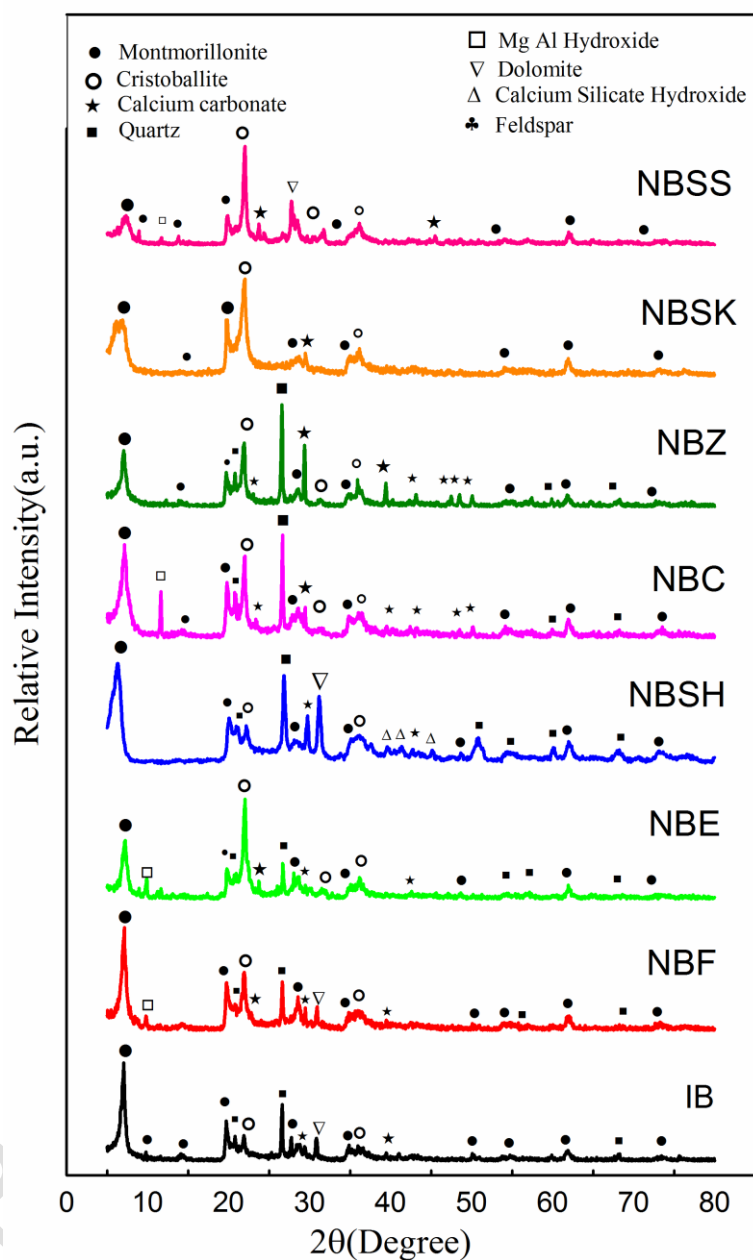 Montmorillonite
Cristoballite
Calcium carbonate
Quartz
Mg Al Hydroxide
Dolomite
Calcium Silicate Hydroxide
Feldspar
NBSS
NBSK
NBZ
NBC
NBSH
NBE
NBF
IB
Relative Intensity(a.u.)
0 10 20 30 40 50 60 70 80
2θ(Degree)